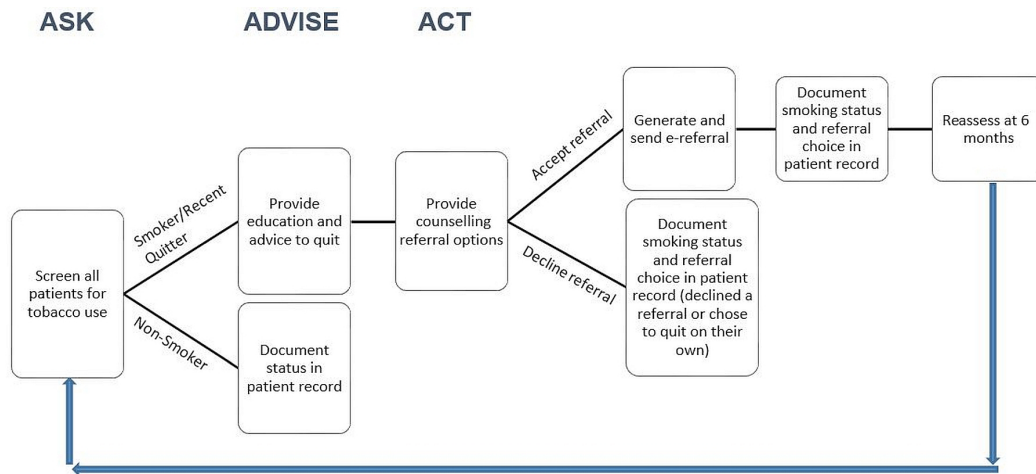 ASK
ADVISE
ACT
Screen all
patients for
tobacco use
Smoker/Recent
Quitter
Non-Smoker
Provide
education and
advice to quit
Document
status in
patient record
Provide
counselling
referral options
Accept referral
Decline referral
Generate and
send e-referral
Document
smoking status
and referral
choice in
patient record
Reassess at 6
months
Document
smoking status
and referral
choice in patient
record (declined a
referral or chose
to quit on their
own)